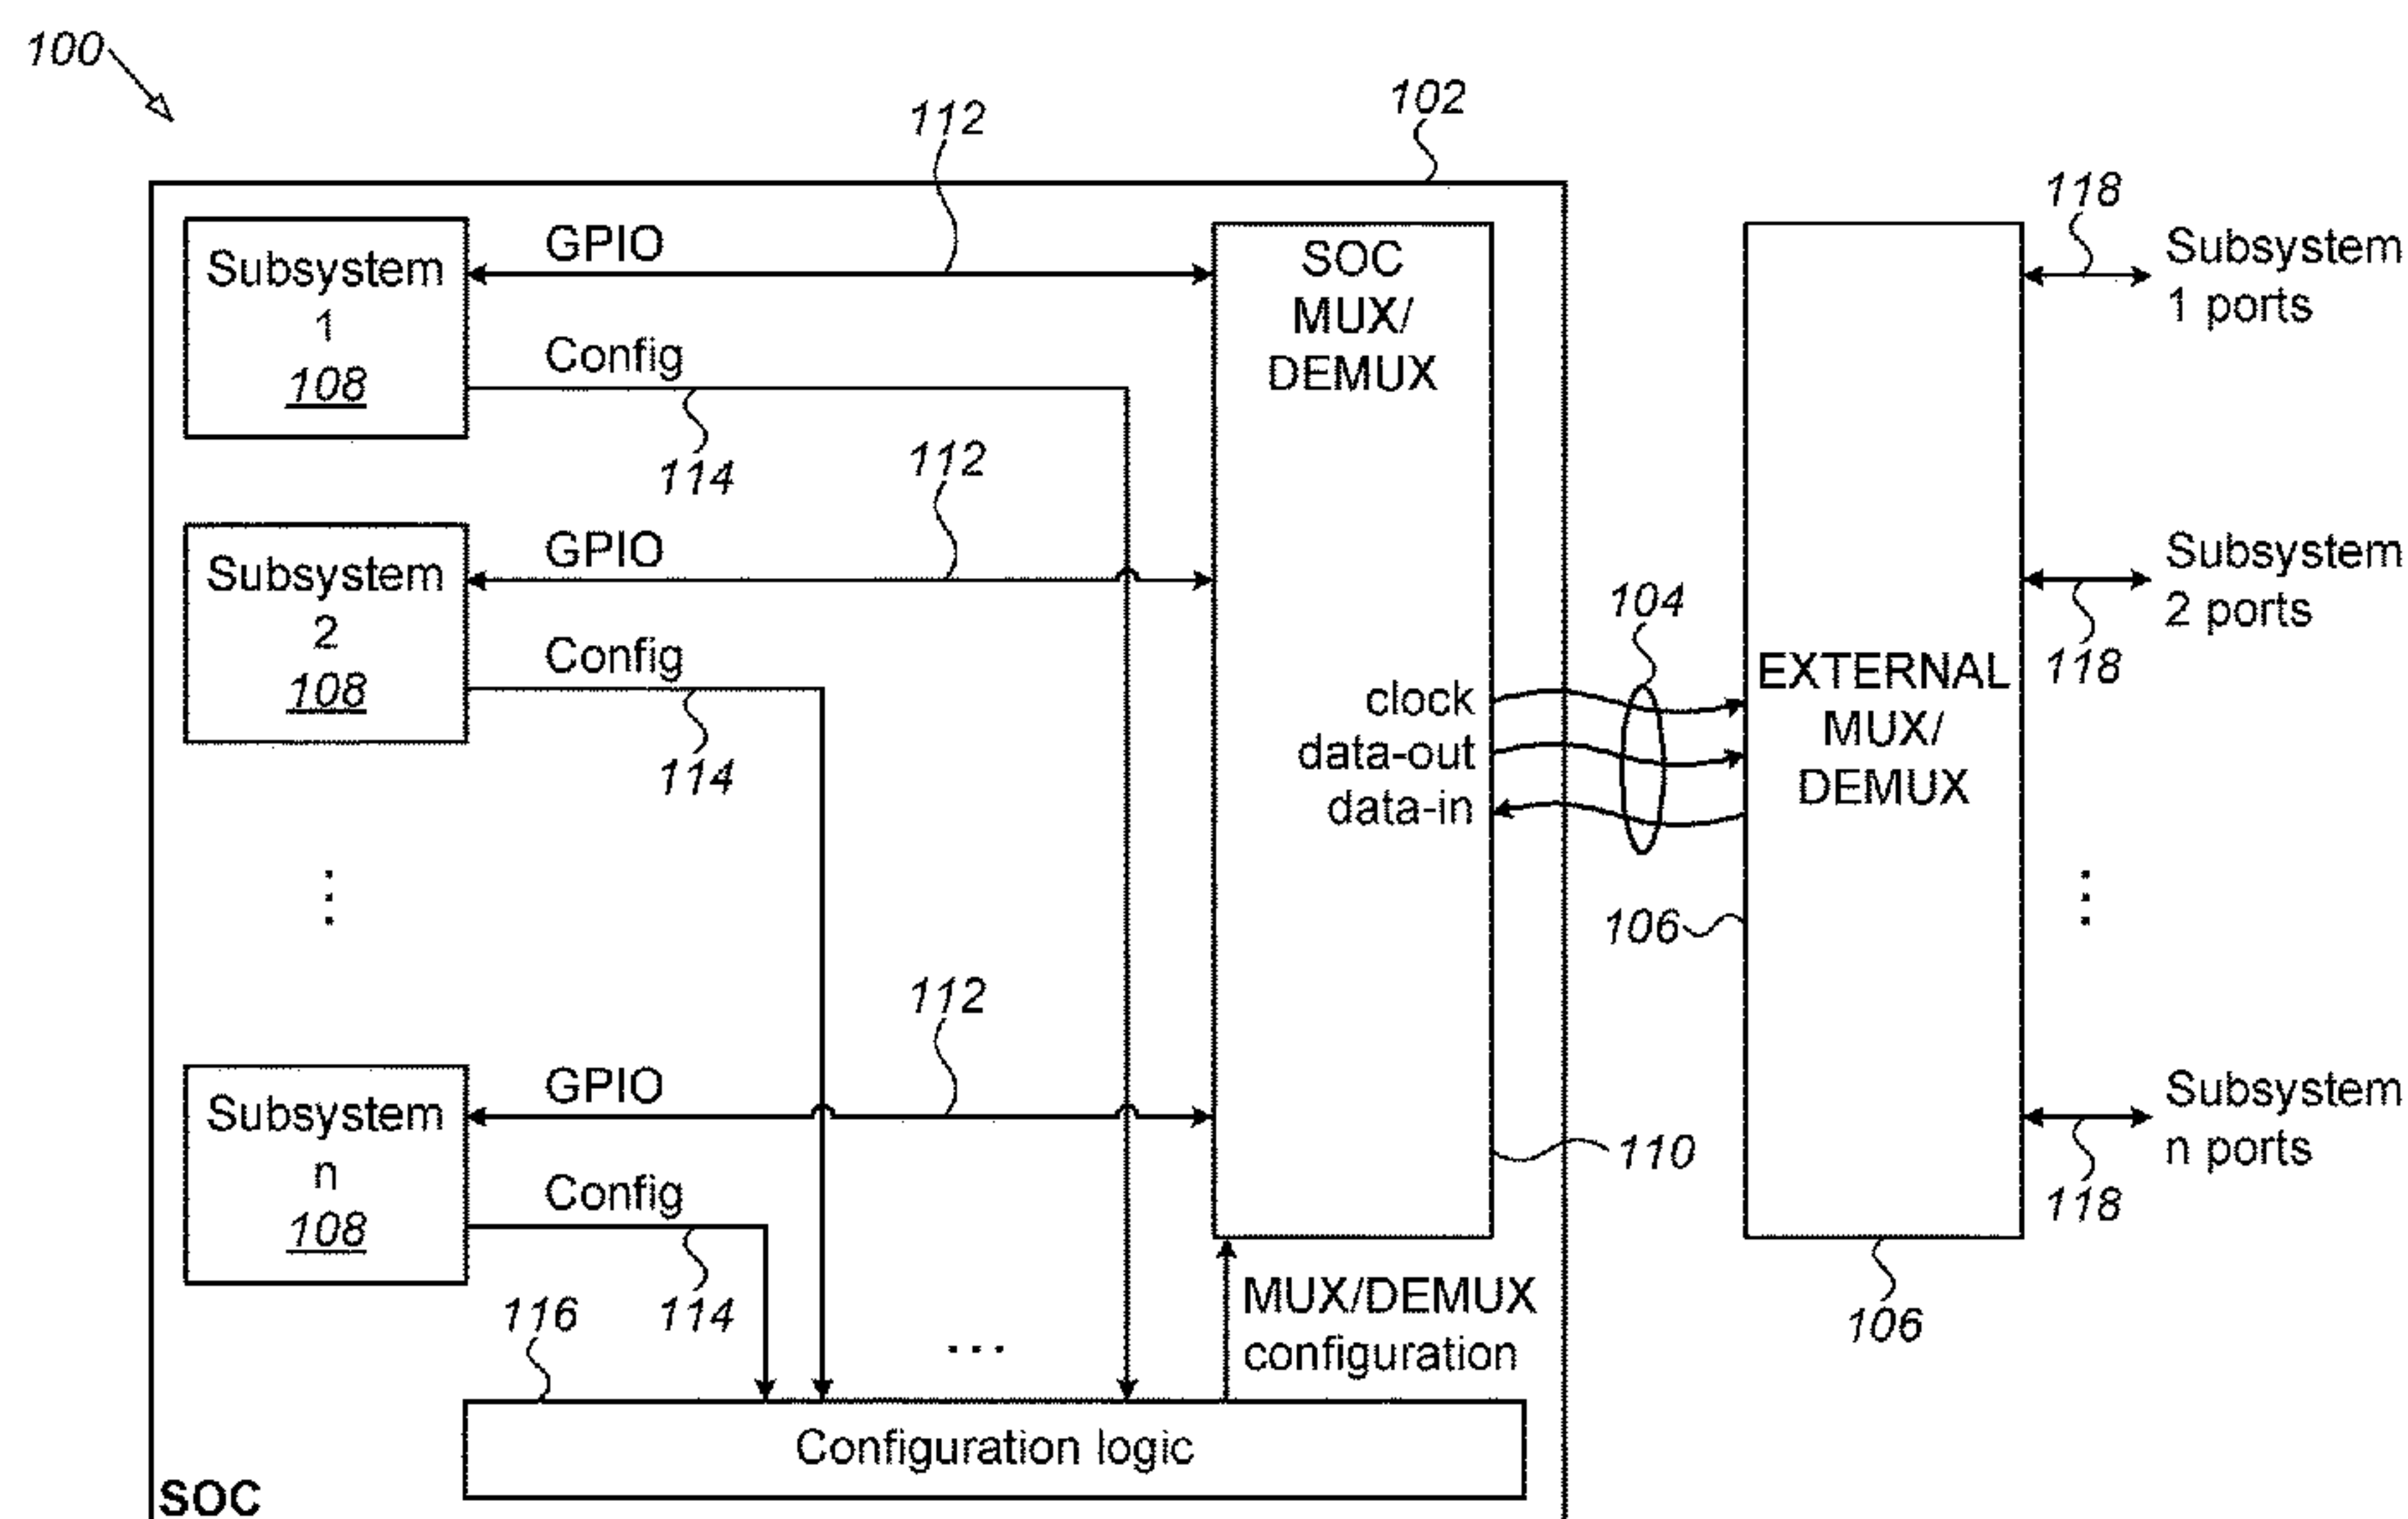 100
102
112
118
Subsystem
1
108
GPIO
Config
114
SOC
MUX/
DEMUX
Subsystem
1 ports
112
Subsystem
2
108
GPIO
Config
114
clock
data-out
data-in
104
EXTERNAL
MUX/
DEMUX
Subsystem
2 ports
118
⋮
106
⋮
112
Subsystem
n
108
GPIO
Config
114
110
Subsystem
n ports
118
116
...
MUX/DEMUX
configuration
106
Configuration logic
SOC